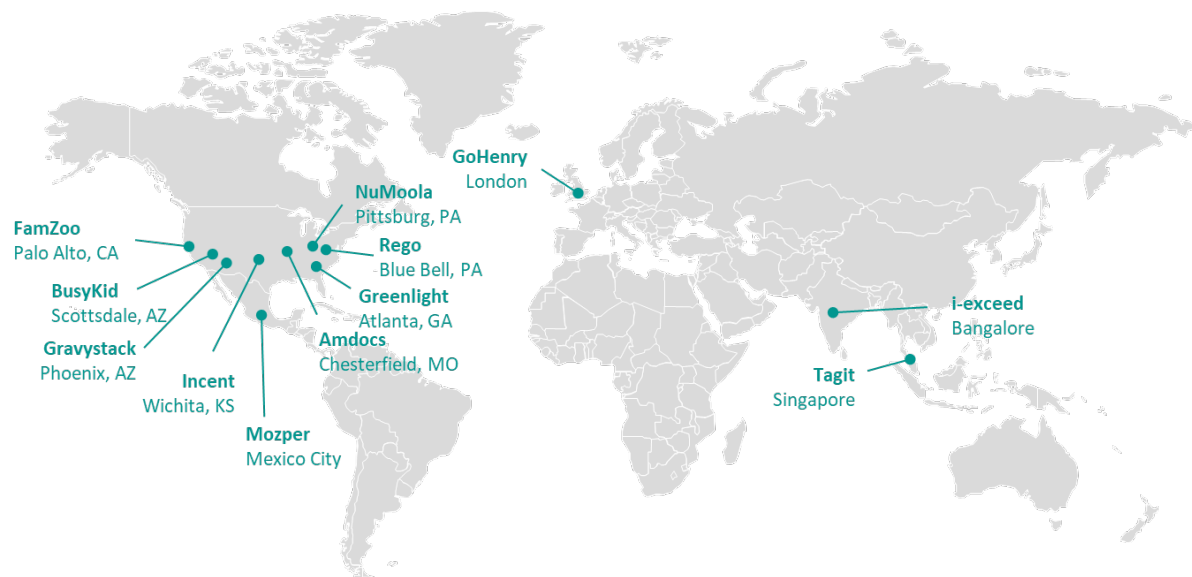 GoHenry
London
NuMoola
Pittsburg, PA
FamZoo
Palo Alto, CA
Rego
Blue Bell, PA
BusyKid
Scottsdale, AZ
Greenlight
Atlanta, GA
i-exceed
Bangalore
Gravystack
Phoenix, AZ
Amdocs
Chesterfield, MO
Incent
Wichita, KS
Tagit
Singapore
Mozper
Mexico City